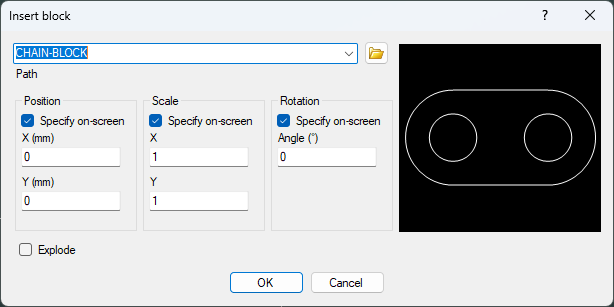 Insert block
?
CHAIN-BLOCK
Path
Position
Specify on-screen
X (mm)
0
Y (mm)
0
Scale
Specify on-screen
X
1
Y
1
Rotation
Specify on-screen
Angle (°)
0
Explode
OK
Cancel